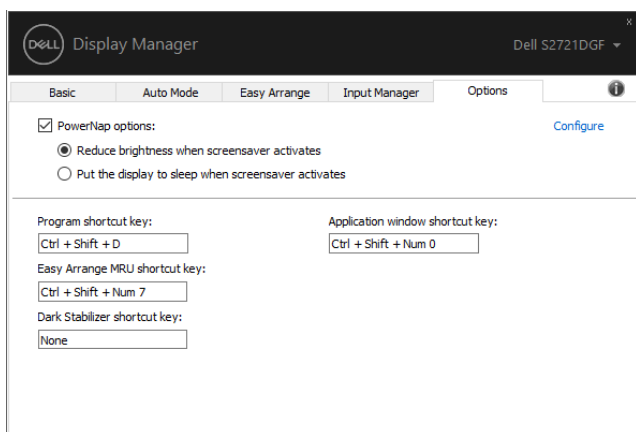 x
DELL Display Manager Dell S2721DGF
Basic Auto Mode Easy Arrange Input Manager Options i
PowerNap options: Configure
Reduce brightness when screensaver activates
Put the display to sleep when screensaver activates
Program shortcut key: Application window shortcut key:
Ctrl + Shift + D Ctrl + Shift + Num 0
Easy Arrange MRU shortcut key:
Ctrl + Shift + Num 7
Dark Stabilizer shortcut key:
None